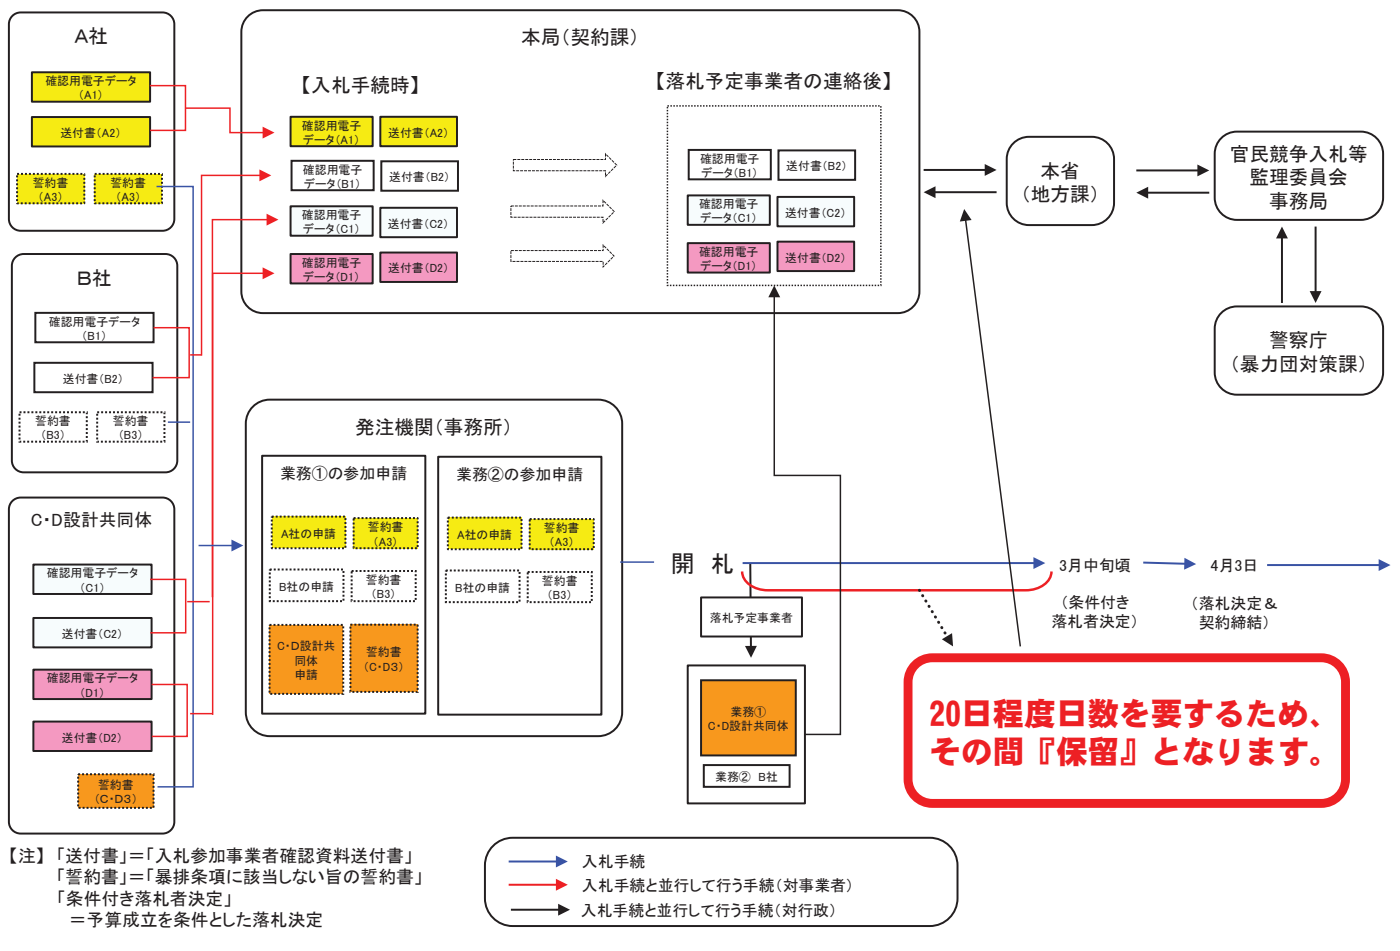 A社
確認用電子データ
(A1)
送付書(A2)
誓約書
(A3)
誓約書
(A3)
B社
確認用電子データ
(B1)
送付書(B2)
誓約書
(B3)
誓約書
(B3)
C・D設計共同体
確認用電子データ
(C1)
送付書(C2)
確認用電子データ
(D1)
送付書(D2)
誓約書
(C・D3)
本局(契約課)
【入札手続時】
確認用電子
データ(A1)
送付書(A2)
確認用電子
データ(B1)
送付書(B2)
確認用電子
データ(C1)
送付書(C2)
確認用電子
データ(D1)
送付書(D2)
【落札予定事業者の連絡後】
確認用電子
データ(B1)
送付書(B2)
確認用電子
データ(C1)
送付書(C2)
確認用電子
データ(D1)
送付書(D2)
本省
(地方課)
官民競争入札等
監理委員会
事務局
警察庁
(暴力団対策課)
発注機関(事務所)
業務①の参加申請
A社の申請
誓約書
(A3)
B社の申請
誓約書
(B3)
C・D設計共
同体
申請
誓約書
(C・D3)
業務②の参加申請
A社の申請
誓約書
(A3)
B社の申請
誓約書
(B3)
開 札
落札予定事業者
業務①
C・D設計共同体
業務② B社
3月中旬頃
(条件付き
落札者決定)
4月3日
(落札決定&
契約締結)
20日程度日数を要するため、
その間『保留』となります。
【注】「送付書」=「入札参加事業者確認資料送付書」
「誓約書」=「暴排条項に該当しない旨の誓約書」
「条件付き落札者決定」
=予算成立を条件とした落札決定
入札手続
入札手続と並行して行う手続(対事業者)
入札手続と並行して行う手続(対行政)